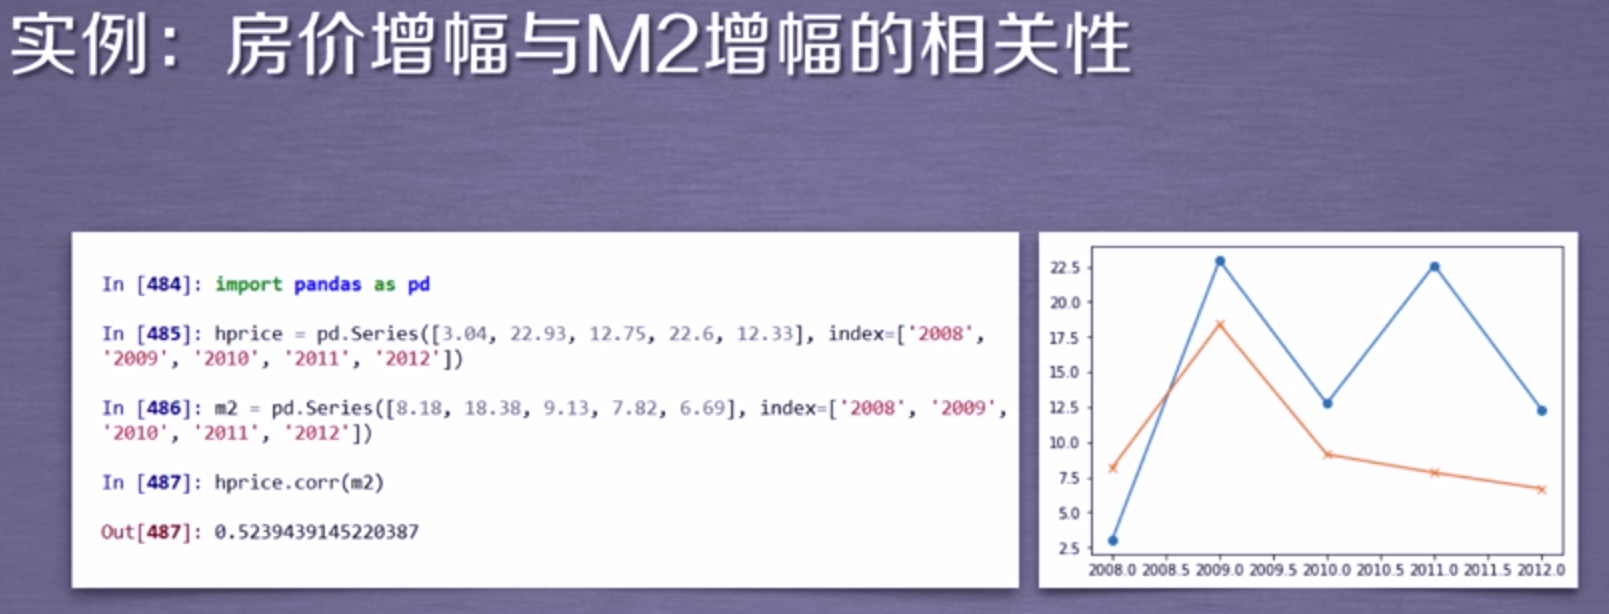 实例：房价增幅与M2增幅的相关性
In [484]: import pandas as pd
In [485]: hprice = pd.Series([3.04, 22.93, 12.75, 22.6, 12.33], index=['2008',
'2009', '2010', '2011', '2012'])
In [486]: m2 = pd.Series([8.18, 18.38, 9.13, 7.82, 6.69], index=['2008', '2009',
'2010', '2011', '2012'])
In [487]: hprice.corr(m2)
Out[487]: 0.5239439145220387
22.5
20.0
17.5
15.0
12.5
10.0
7.5
5.0
2.5
2008.0 2008.5 2009.0 2009.5 2010.0 2010.5 2011.0 2011.5 2012.0